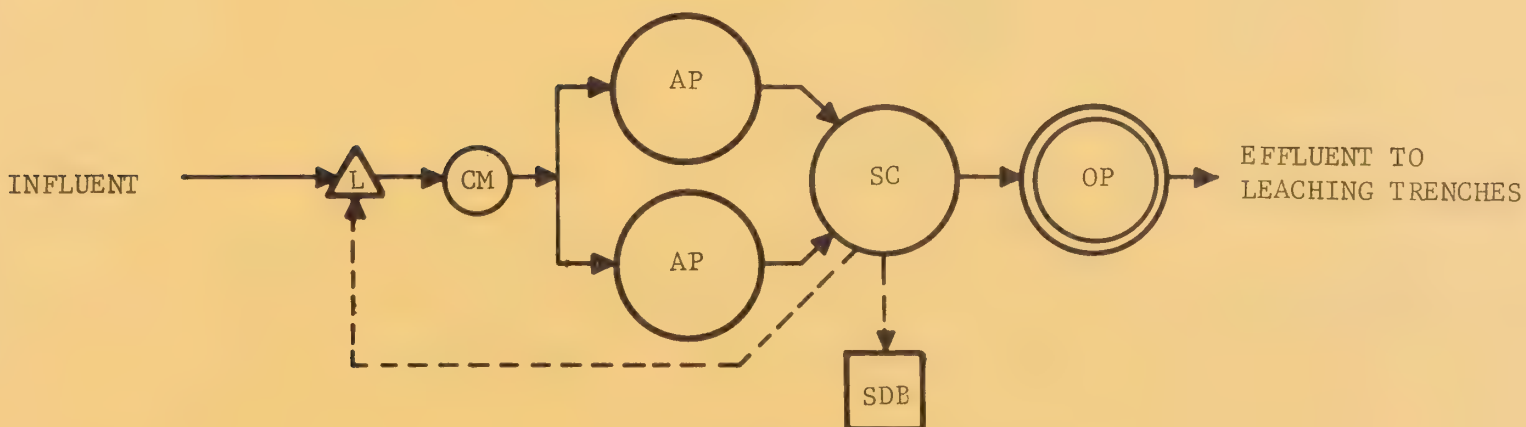 INFLUENT
L
CM
AP
AP
SC
OP
SDB
EFFLUENT TO
LEACHING TRENCHES